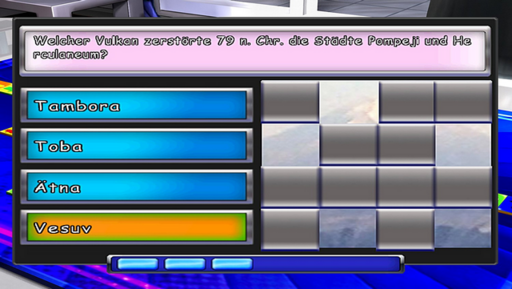 Welcher Vulkan zerstörte 79 n. Chr. die Städte Pompeji und He
rculaneum?
Tambora
Toba
Ätna
Vesuv